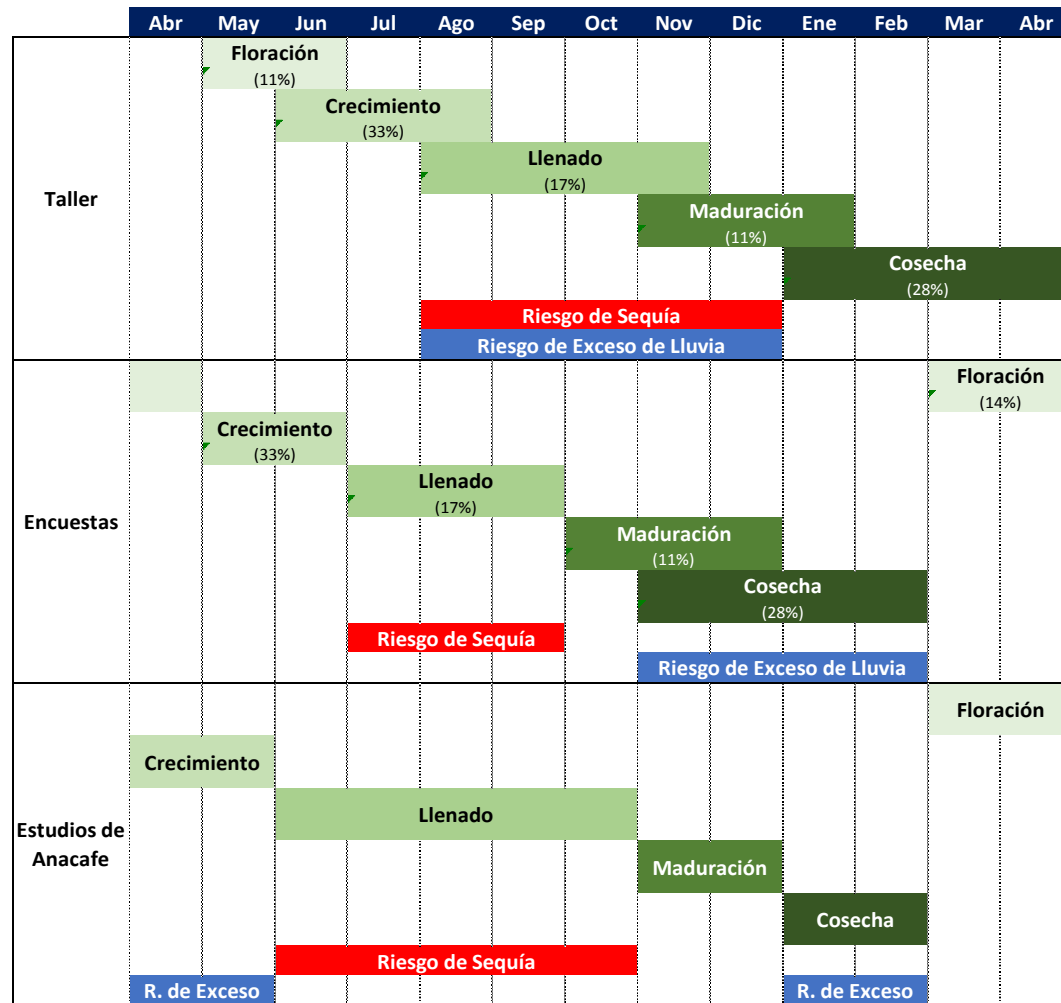 Abr May Jun Jul Ago Sep Oct Nov Dic Ene Feb Mar Abr
Taller
Floración
(11%)
Crecimiento
(33%)
Llenado
(17%)
Maduración
(11%)
Cosecha
(28%)
Riesgo de Sequía
Riesgo de Exceso de Lluvia
Encuestas
Floración
(14%)
Crecimiento
(33%)
Llenado
(17%)
Maduración
(11%)
Cosecha
(28%)
Riesgo de Sequía
Riesgo de Exceso de Lluvia
Estudios de
Anacafe
Floración
Crecimiento
Llenado
Maduración
Cosecha
Riesgo de Sequía
R. de Exceso R. de Exceso